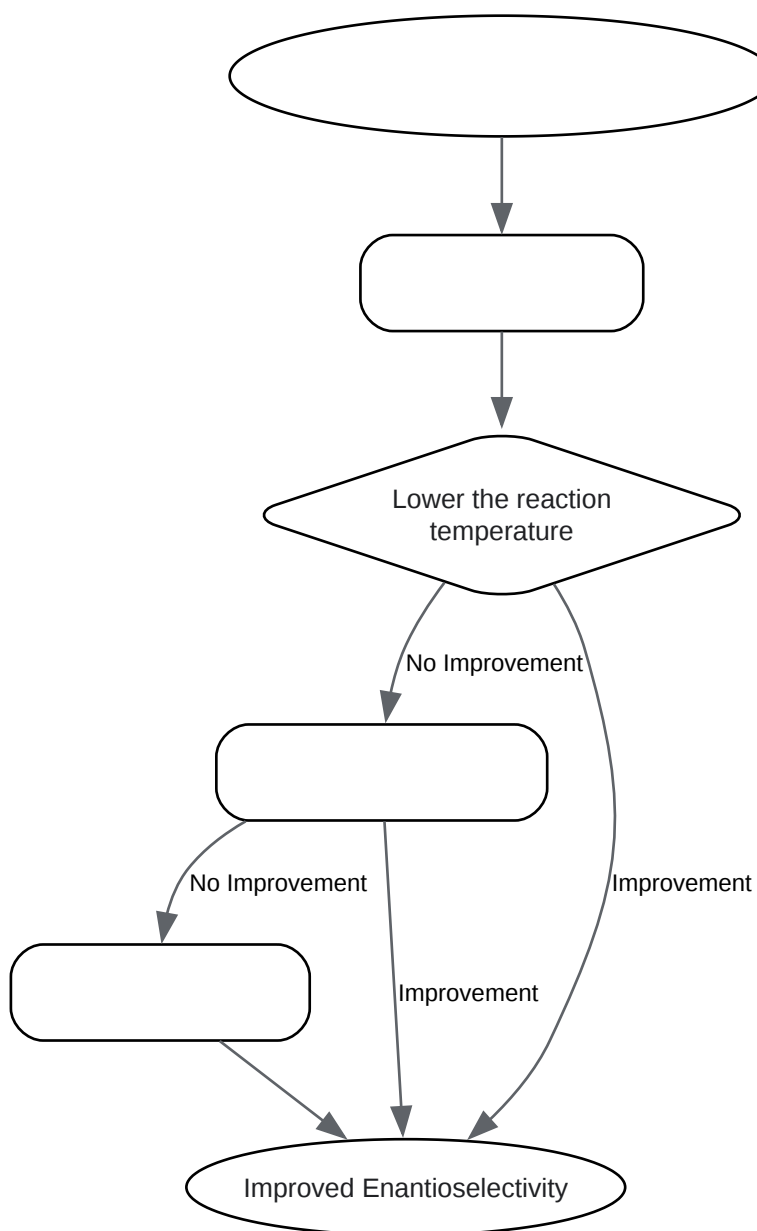 Lower the reaction
temperature
No Improvement
No Improvement
Improvement
Improvement
Improved Enantioselectivity